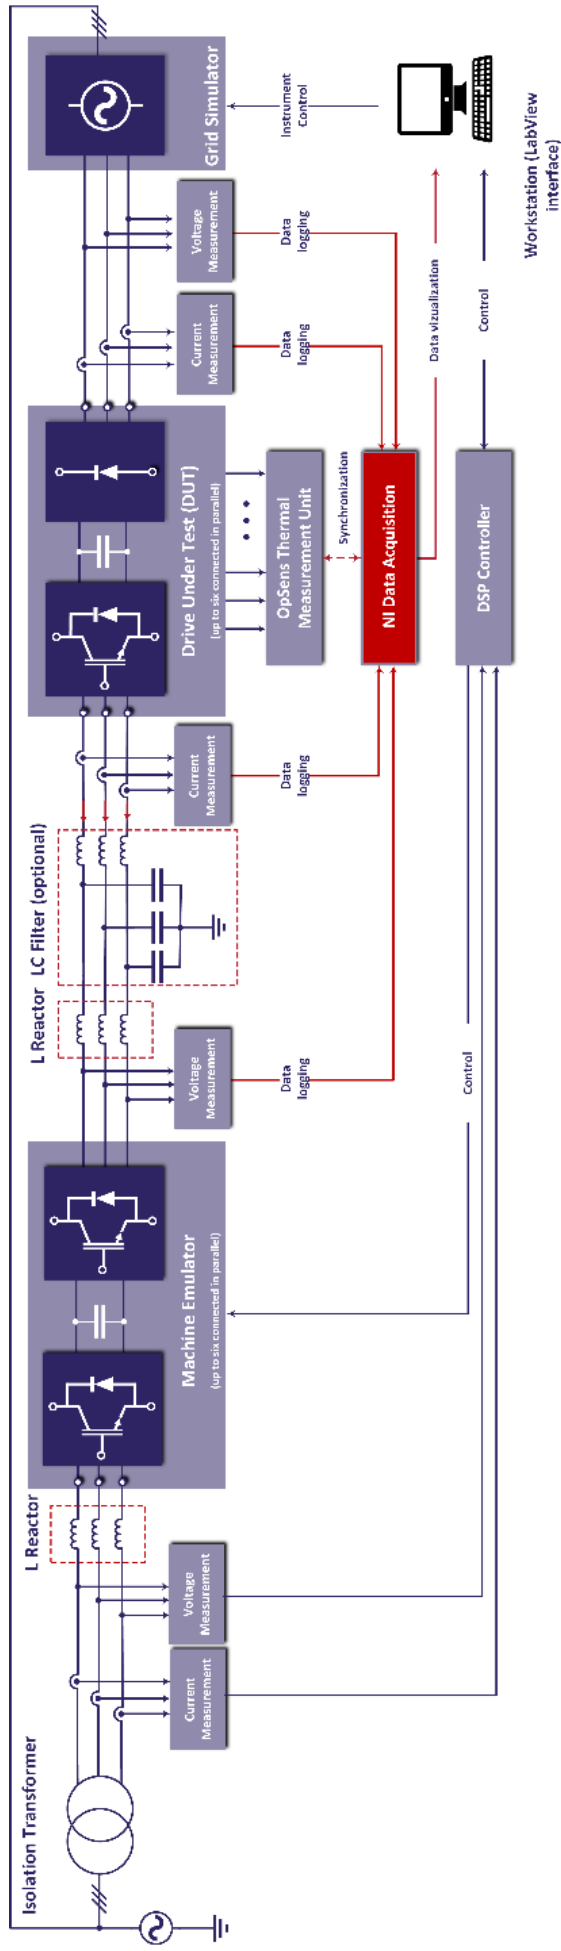 Isolation Transformer
L Reactor
L Reactor
LC Filter (optional)
Machine Emulator
(up to six connected in parallel)
Drive Under Test (DUT)
(up to six connected in parallel)
Grid Simulator
Current
Measurement
Voltage
Measurement
Voltage
Measurement
Current
Measurement
Current
Measurement
Voltage
Measurement
OpSens Thermal
Measurement Unit
Instrument
Control
Data
logging
Data
logging
Data
logging
Data
logging
Synchronization
NI Data Acquisition
Data vizualization
Control
Control
DSP Controller
Workstation (LabView
interface)